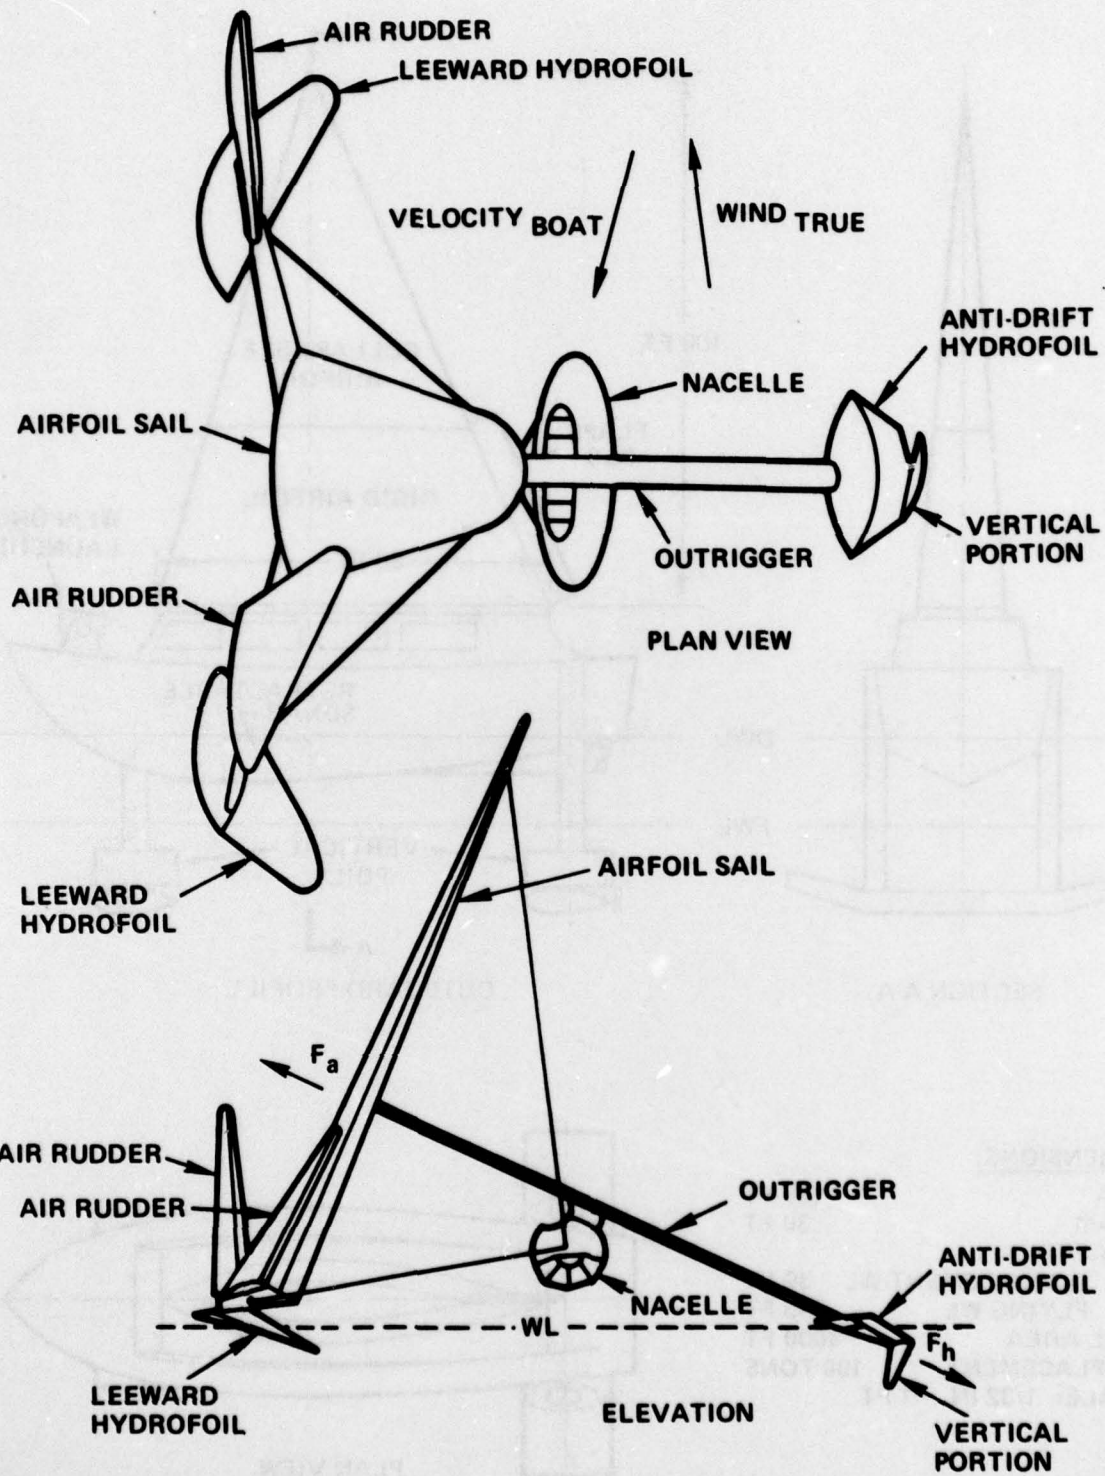 AIR RUDDER
LEEWARD HYDROFOIL
VELOCITY BOAT
WIND TRUE
ANTI-DRIFT
HYDROFOIL
NACELLE
AIRFOIL SAIL
VERTICAL
PORTION
OUTRIGGER
AIR RUDDER
PLAN VIEW
AIRFOIL SAIL
LEEWARD
HYDROFOIL
Fa
AIR RUDDER
AIR RUDDER
OUTRIGGER
ANTI-DRIFT
HYDROFOIL
NACELLE
WL
Fh
LEEWARD
HYDROFOIL
ELEVATION
VERTICAL
PORTION